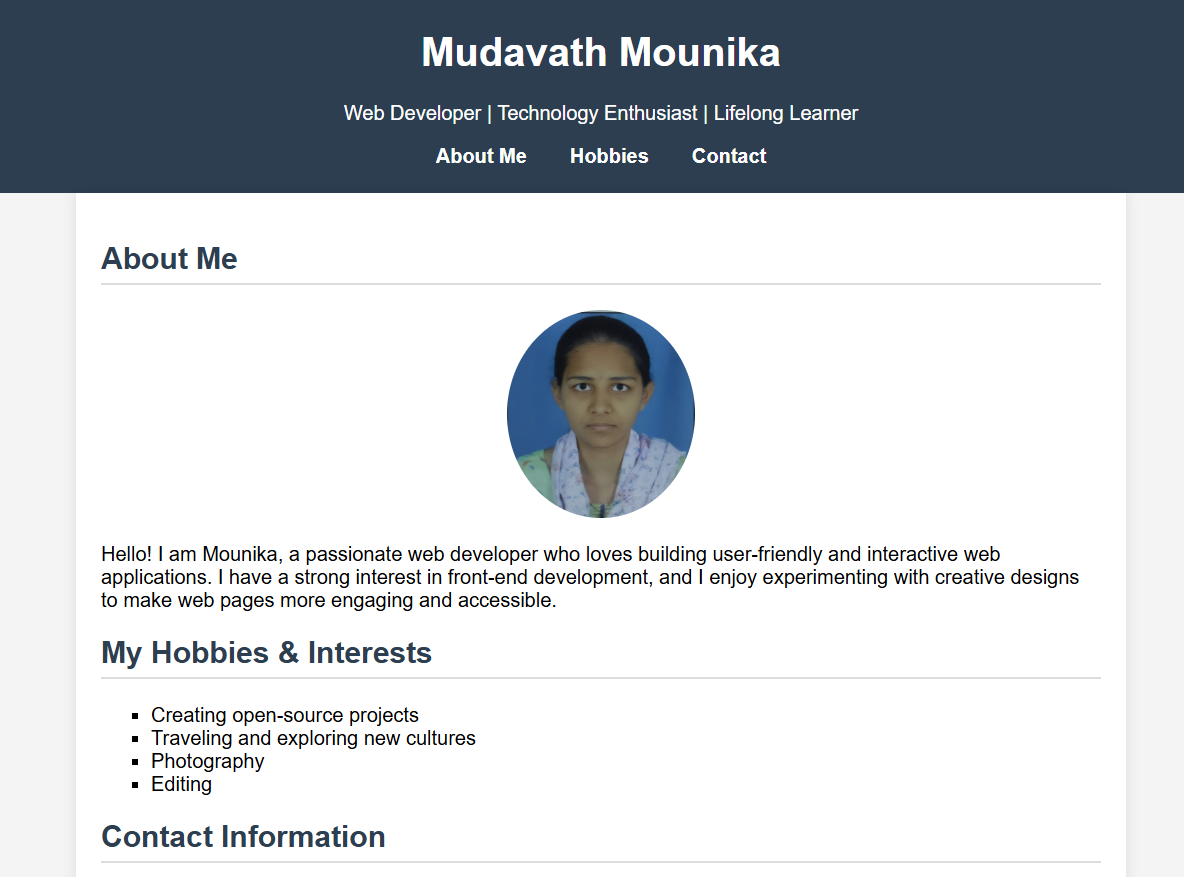 Mudavath Mounika
Web Developer | Technology Enthusiast | Lifelong Learner
About Me Hobbies Contact
About Me
Hello! I am Mounika, a passionate web developer who loves building user-friendly and interactive web
applications. I have a strong interest in front-end development, and I enjoy experimenting with creative designs
to make web pages more engaging and accessible.
My Hobbies & Interests
Creating open-source projects
Traveling and exploring new cultures
Photography
Editing
Contact Information